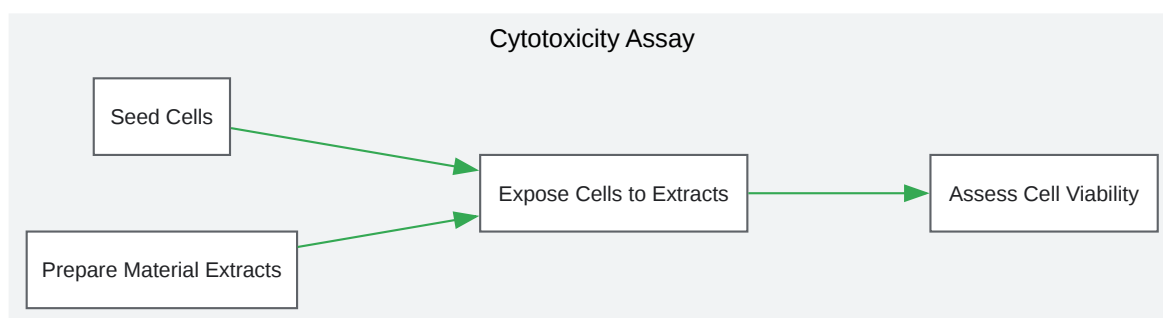 Cytotoxicity Assay
Seed Cells
Expose Cells to Extracts
Assess Cell Viability
Prepare Material Extracts